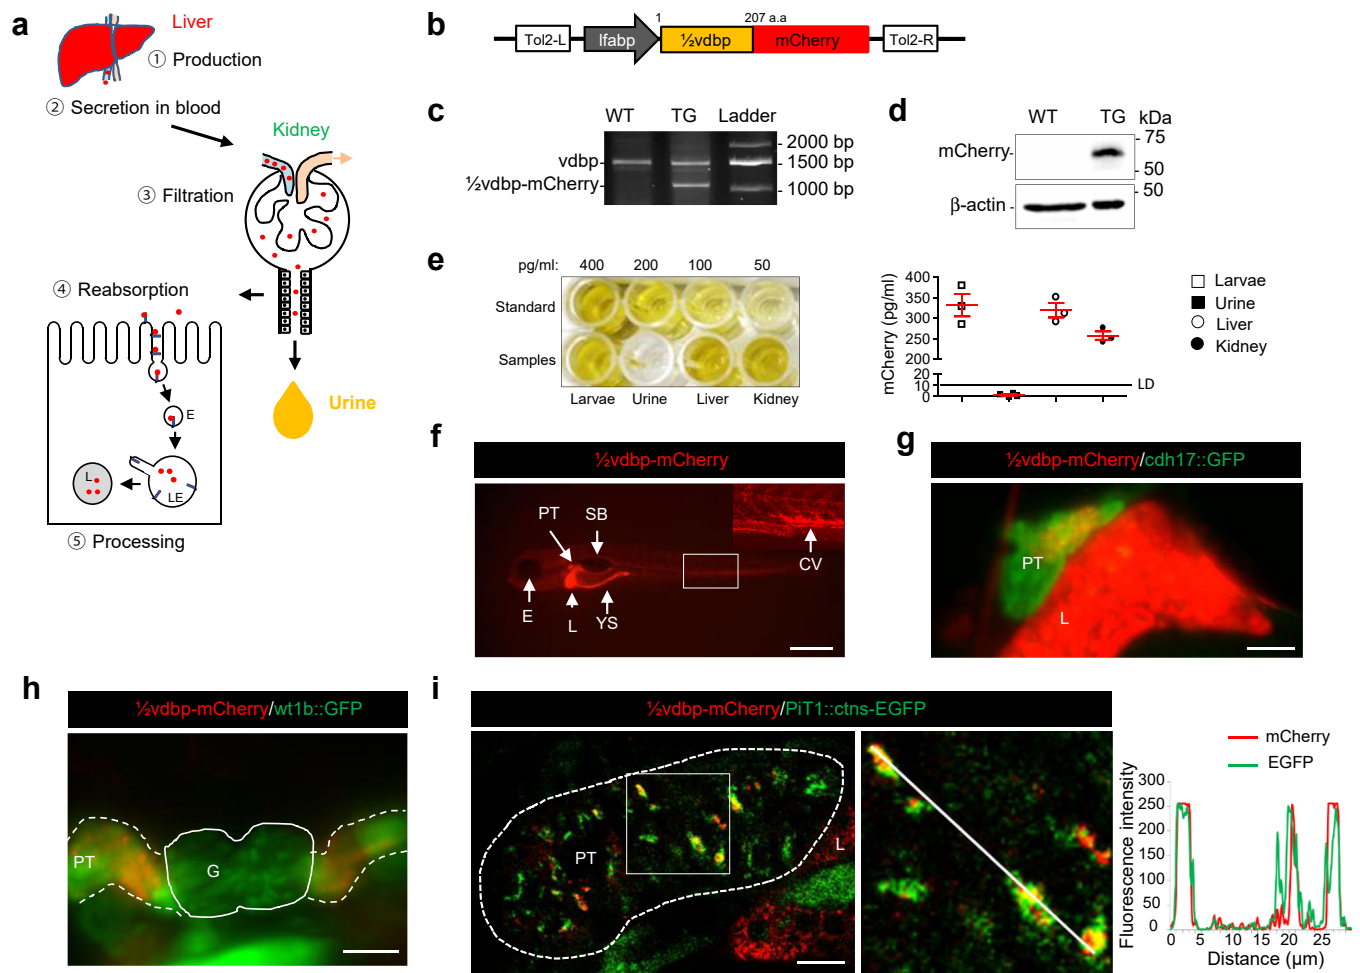 a
Liver
① Production
② Secretion in blood
Kidney
③ Filtration
④ Reabsorption
E
L
LE
⑤ Processing
Urine
b
1
207 a.a
Tol2-L
lfabp
½vdbp
mCherry
Tol2-R
c
WT
TG
Ladder
vdbp
½vdbp-mCherry
2000 bp
1500 bp
1000 bp
d
WT
TG
kDa
mCherry
75
50
50
β-actin
e
pg/ml:
400
200
100
50
Standard
Samples
Larvae
Urine
Liver
Kidney
mCherry (pg/ml)
400
350
300
250
200
20
10
0
LD
Larvae
Urine
Liver
Kidney
f
½vdbp-mCherry
PT
SB
CV
E
L
YS
g
½vdbp-mCherry/cdh17::GFP
PT
L
h
½vdbp-mCherry/wt1b::GFP
PT
G
i
½vdbp-mCherry/PiT1::ctns-EGFP
PT
L
mCherry
EGFP
Fluorescence intensity
300
250
200
150
100
50
0
0 5 10 15 20 25
Distance (µm)